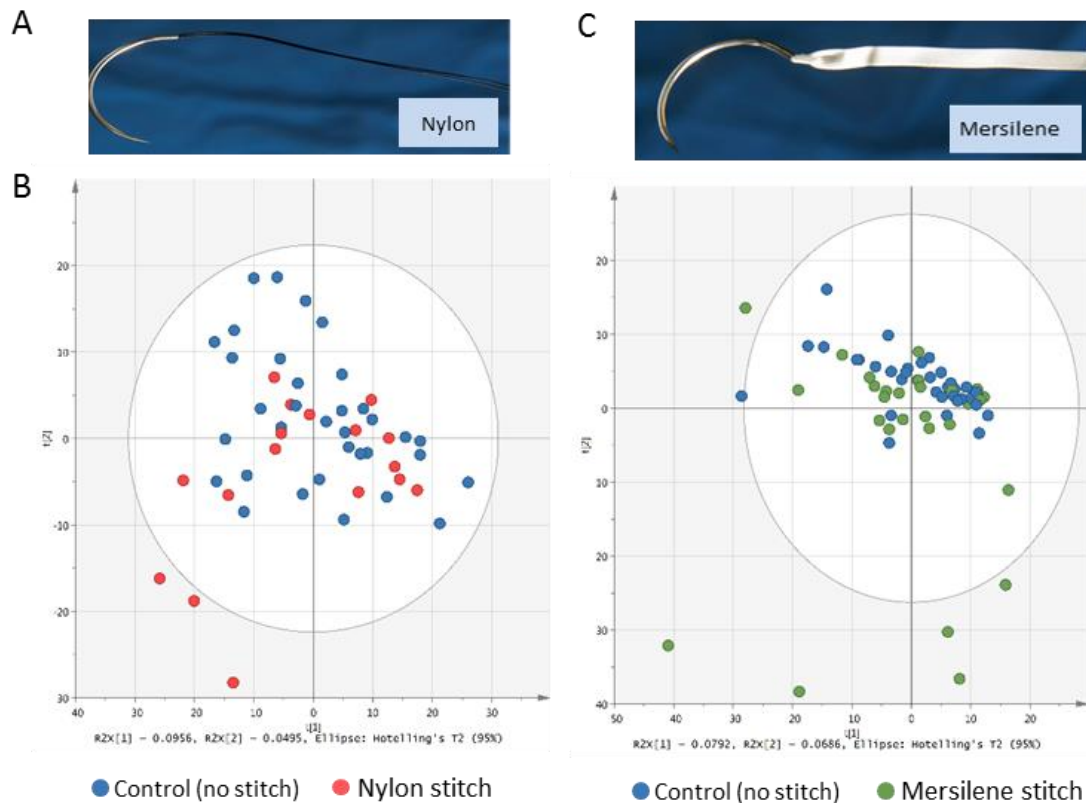 A
C
Nylon
Mersilene
B
20
10
0
10
20
30
t[2]
40
30
20
10
0
10
20
30
t[1]
R2X[1] - 0.0956, R2X[2] - 0.0495, Ellipse: Hotelling's T2 (95%)
Control (no stitch)
Nylon stitch
20
10
0
10
20
30
40
t[2]
50
40
30
20
10
0
10
20
t[1]
R2X[1] - 0.0792, R2X[2] - 0.0686, Ellipse: Hotelling's T2 (95%)
Control (no stitch)
Mersilene stitch